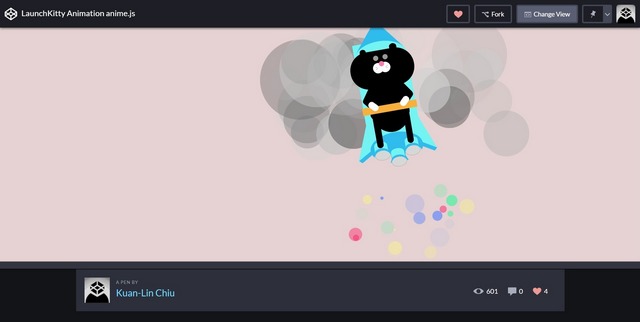 LaunchKitty Animation anime.js
Fork
Change View
A PEN BY
Kuan-Lin Chiu
601
0
4